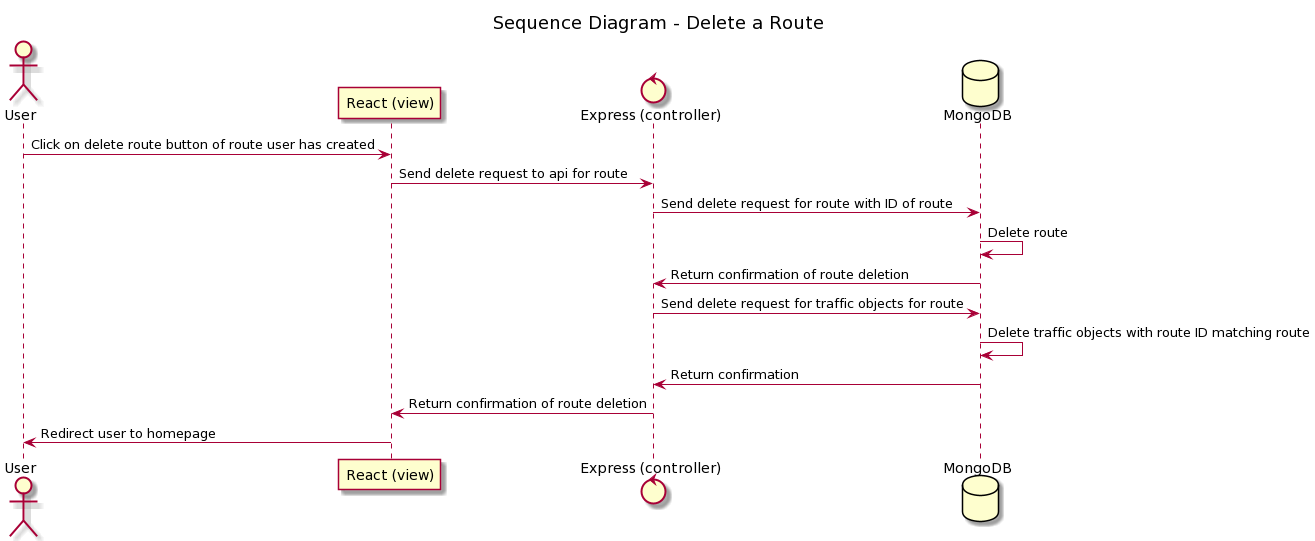 Sequence Diagram - Delete a Route
User
React (view)
Express (controller)
MongoDB
Click on delete route button of route user has created
Send delete request to api for route
Send delete request for route with ID of route
Delete route
Return confirmation of route deletion
Send delete request for traffic objects for route
Delete traffic objects with route ID matching route
Return confirmation
Return confirmation of route deletion
Redirect user to homepage
User
React (view)
Express (controller)
MongoDB